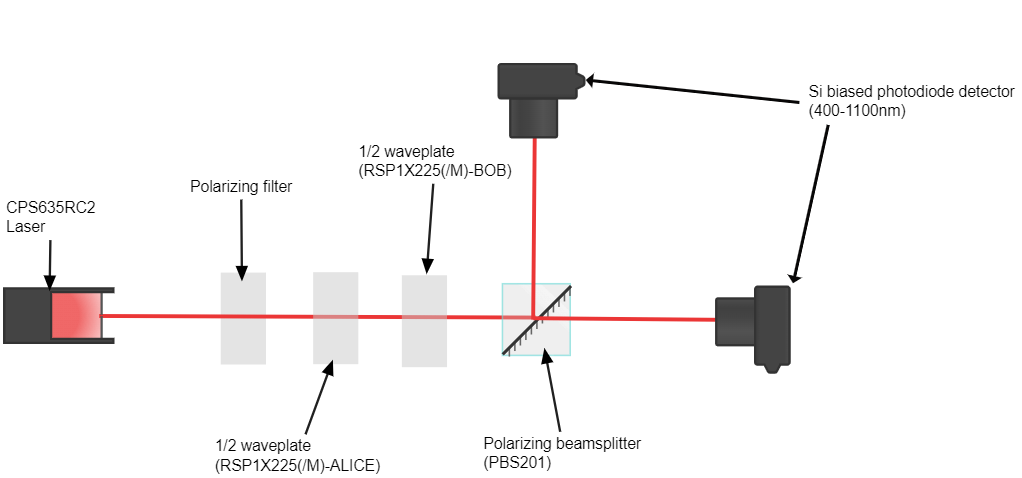 Si biased photodiode detector
(400-1100nm)
1/2 waveplate
(RSP1X225(/M)-BOB)
Polarizing filter
CPS635RC2
Laser
1/2 waveplate
(RSP1X225(/M)-ALICE)
Polarizing beamsplitter
(PBS201)